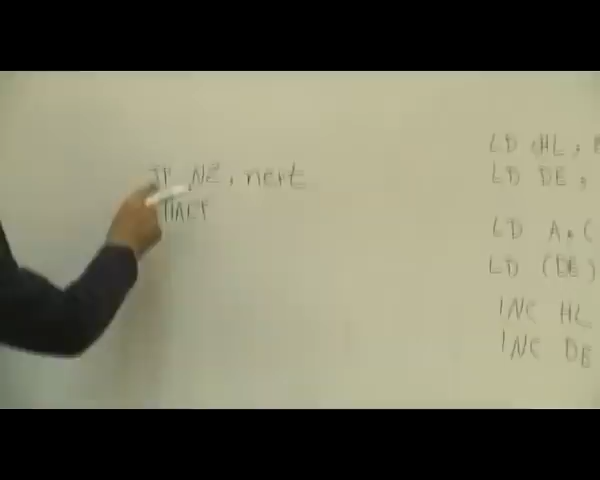 JP NZ, next
HALT
LD HL,
LD DE,
LD A, (
LD (DE)
INC HL
INC DE